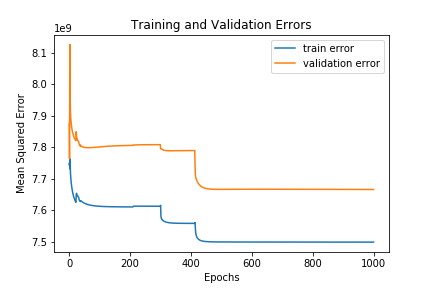 Training and Validation Errors
1e9
train error
validation error
8.1
8.0
7.9
7.8
7.7
7.6
7.5
Mean Squared Error
0
200
400
600
800
1000
Epochs